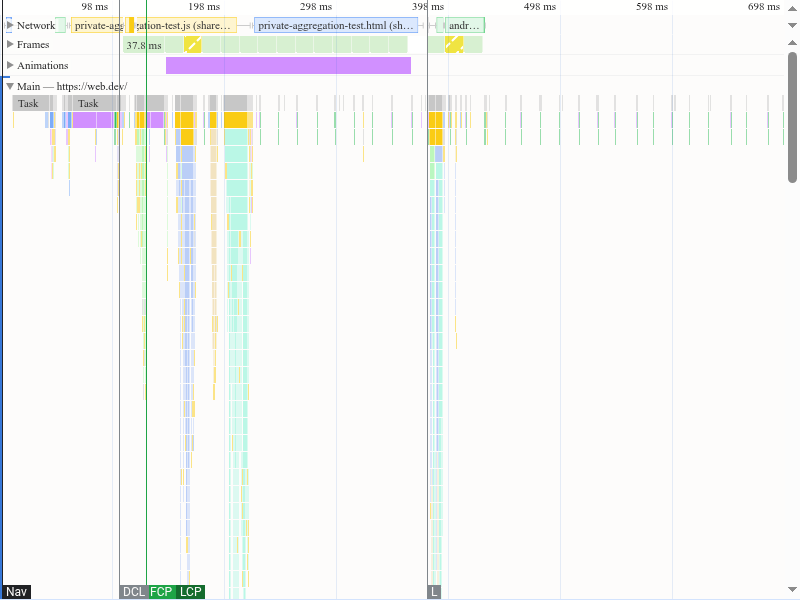 98 ms 198 ms 298 ms 398 ms 498 ms 598 ms 698 ms
Network private-agg gation-test.js (share… private-aggregation-test.html (sh… andr…
Frames 37.8 ms
Animations
Main — https://web.dev/
Task Task
Nav DCL FCP LCP L